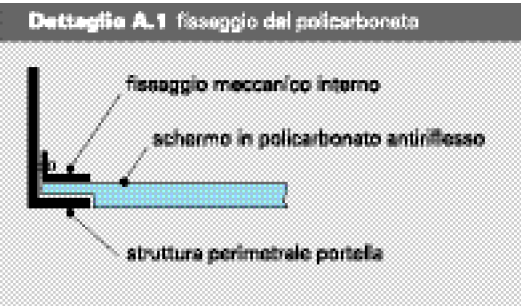 Dettaglio A.1 fissaggio del policarbonato
fissaggio meccanico interno
schermo in policarbonato antiriflesso
struttura perimetrale portella